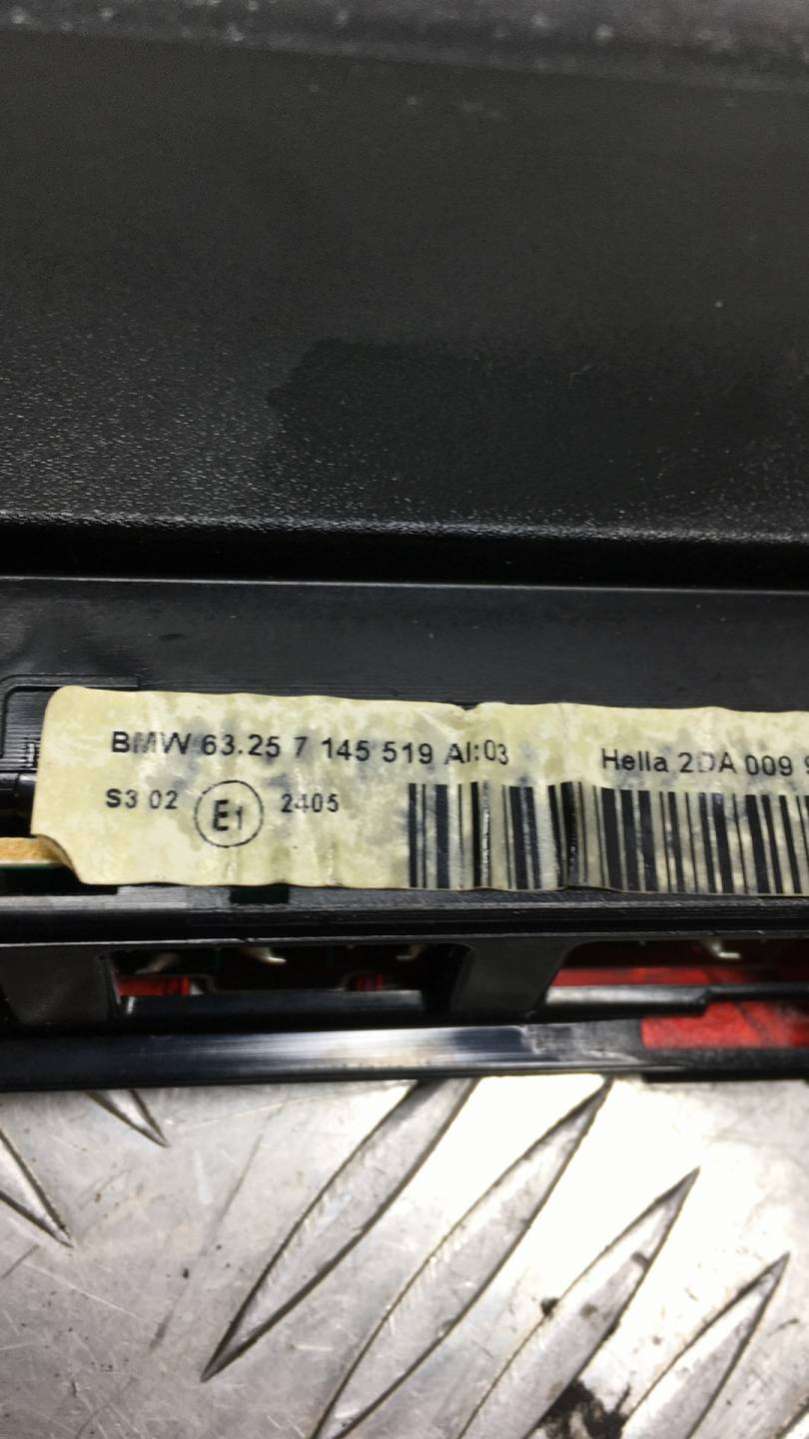 BMW 63.25 7 145 519 AI:03 Hella 2DA 009
S3 02 E1 2405